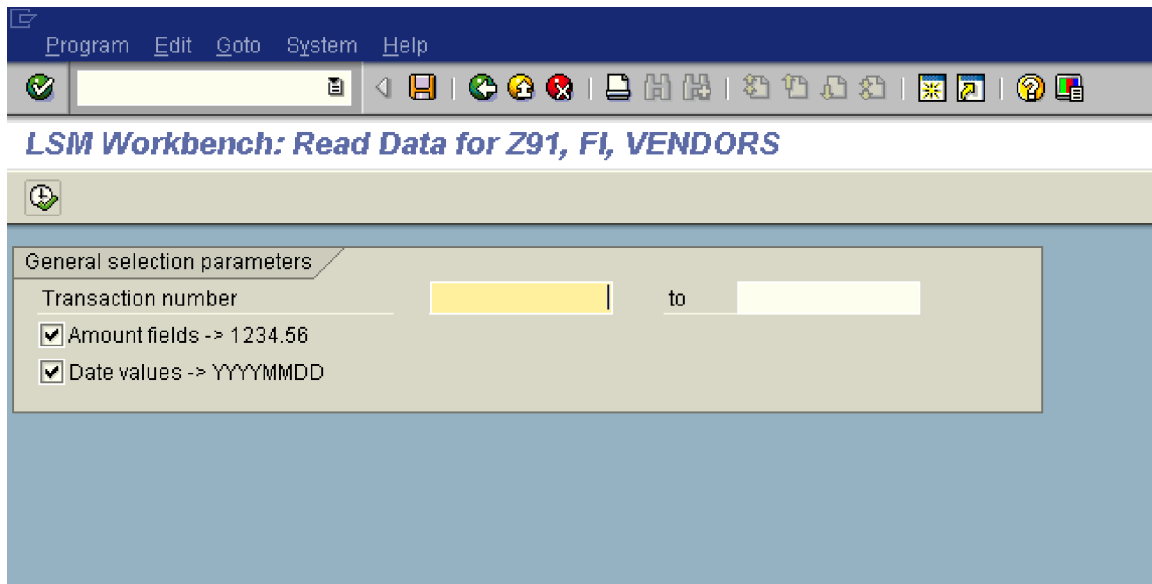 Program Edit Goto System Help
LSM Workbench: Read Data for Z91, FI, VENDORS
General selection parameters
Transaction number to
Amount fields -> 1234.56
Date values -> YYYYMMDD